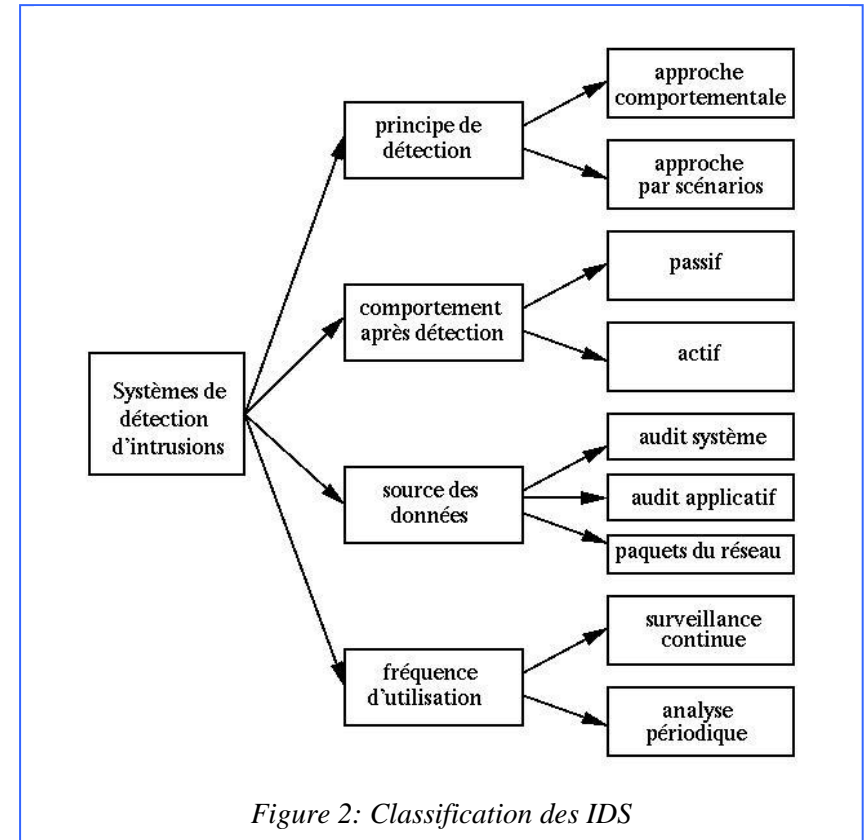 approche
comportementale
principe de
détection
approche
par scénarios
passif
comportement
après détection
actif
Systèmes de
détection
d'intrusions
audit système
source des
données
audit applicatif
paquets du réseau
surveillance
continue
fréquence
d'utilisation
analyse
périodique
Figure 2: Classification des IDS